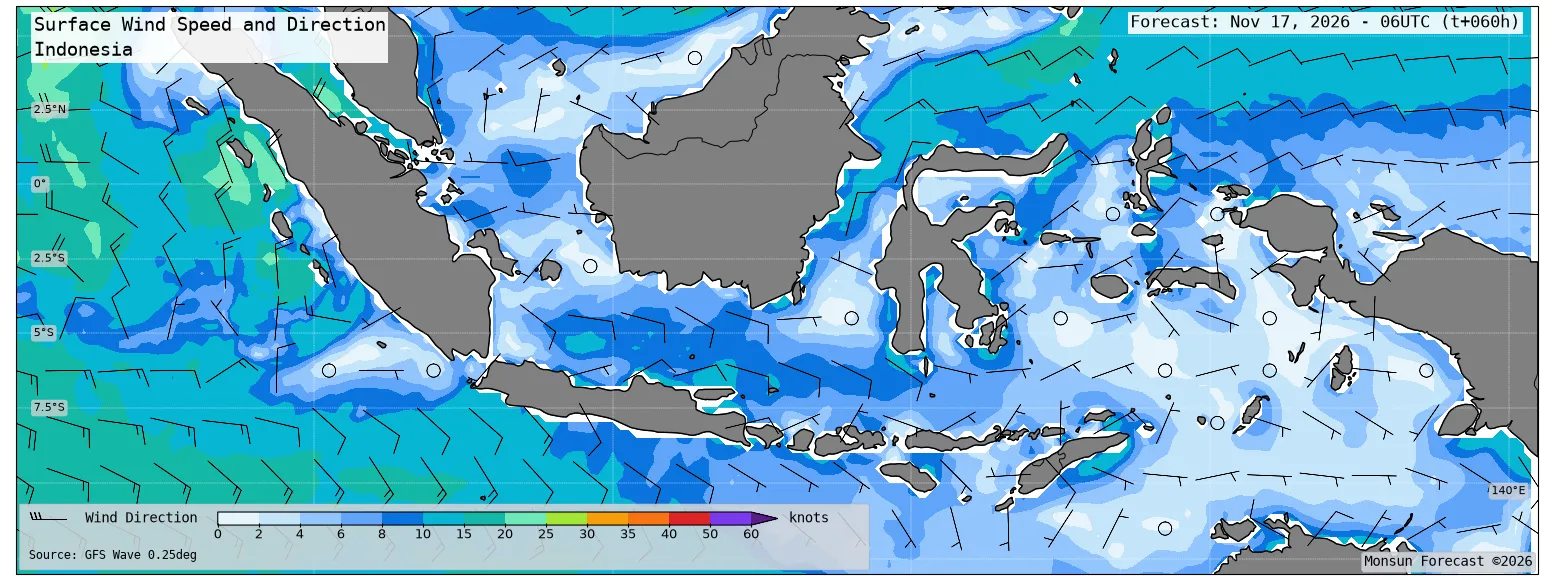 Surface Wind Speed and Direction
Indonesia
Forecast: Nov 17, 2026 - 06UTC (t+060h)
2.5°N
0°
2.5°S
5°S
7.5°S
140°E
Wind Direction
0 2 4 6 8 10 15 20 25 30 35 40 50 60 knots
Source: GFS Wave 0.25deg
Monsun Forecast ©2026